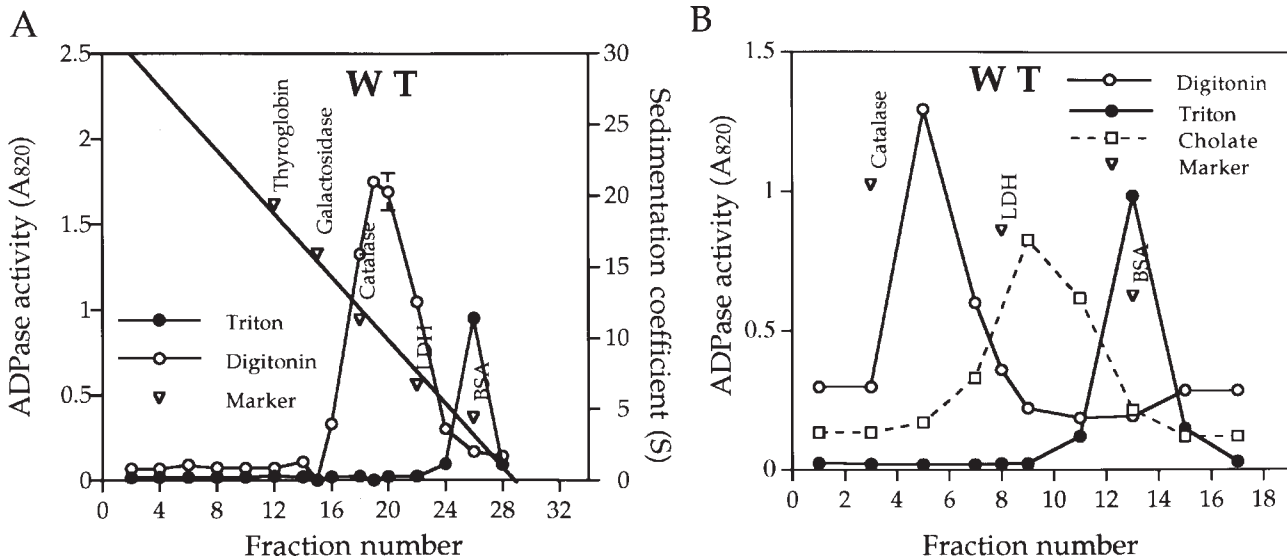 A
ADPase activity (A820)
2.5
2
1.5
1
0.5
0
W T
Thyroglobin
Galactosidase
Catalase
LDH
BSA
Triton
Digitonin
Marker
30
25
20
15
10
5
0
Sedimentation coefficient (S)
0 4 8 12 16 20 24 28 32
Fraction number
B
ADPase activity (A820)
1.5
1
0.5
0
W T
Catalase
LDH
BSA
Digitonin
Triton
Cholate
Marker
0 2 4 6 8 10 12 14 16 18
Fraction number